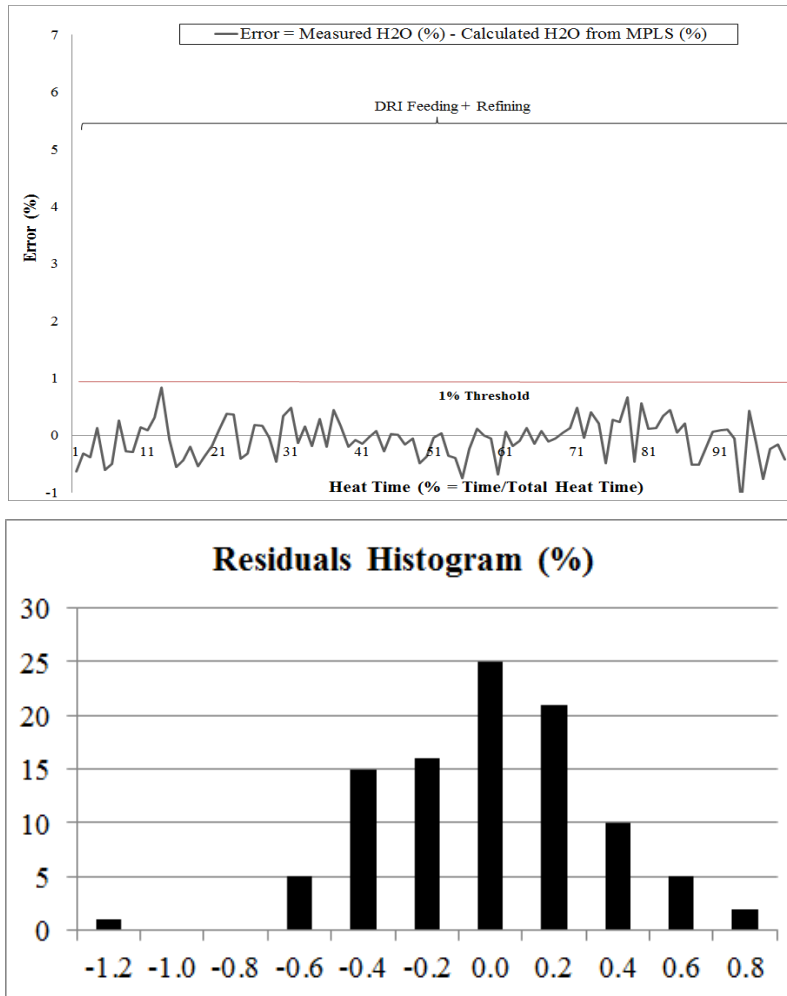 Error = Measured H2O (%) - Calculated H2O from MPLS (%)
7
DRI Feeding + Refining
6
5
4
3
2
1
0
-1
Error (%)
1% Threshold
1 11 21 31 41 51 61 71 81 91
Heat Time (% = Time/Total Heat Time)
Residuals Histogram (%)
30
25
20
15
10
5
0
-1.2 -1.0 -0.8 -0.6 -0.4 -0.2 0.0 0.2 0.4 0.6 0.8